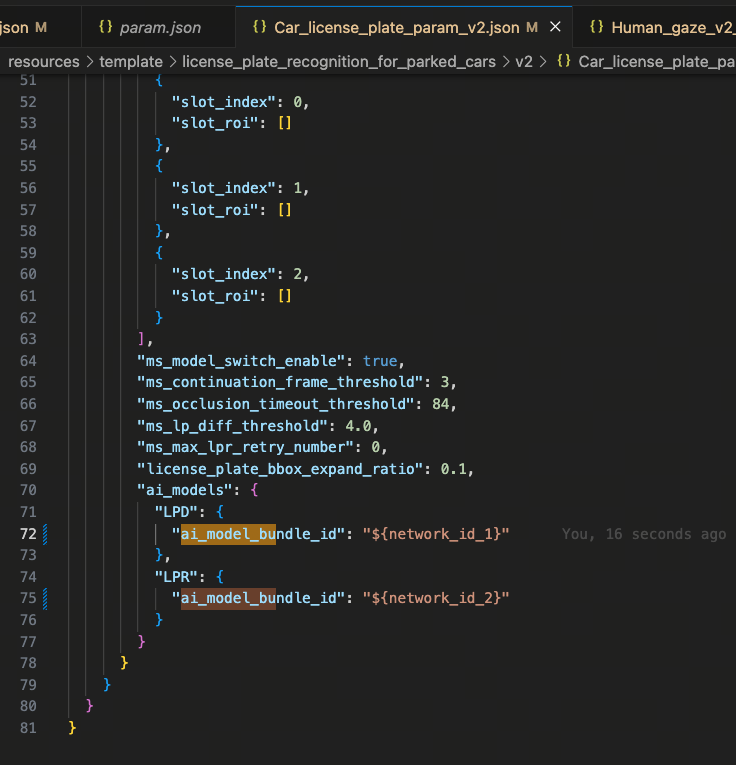 json M {} param.json {} Car_license_plate_param_v2.json M × {} Human_gaze_v2_
resources > template > license_plate_recognition_for_parked_cars > v2 > {} Car_license_plate_pa
51 {
52 "slot_index": 0,
53 "slot_roi": []
54 },
55 {
56 "slot_index": 1,
57 "slot_roi": []
58 },
59 {
60 "slot_index": 2,
61 "slot_roi": []
62 }
63 ],
64 "ms_model_switch_enable": true,
65 "ms_continuation_frame_threshold": 3,
66 "ms_occlusion_timeout_threshold": 84,
67 "ms_lp_diff_threshold": 4.0,
68 "ms_max_lpr_retry_number": 0,
69 "license_plate_bbox_expand_ratio": 0.1,
70 "ai_models": {
71 "LPD": {
72 "ai_model_bundle_id": "${network_id_1}" You, 16 seconds ago
73 },
74 "LPR": {
75 "ai_model_bundle_id": "${network_id_2}"
76 }
77 }
78 }
79 }
80 }
81 }